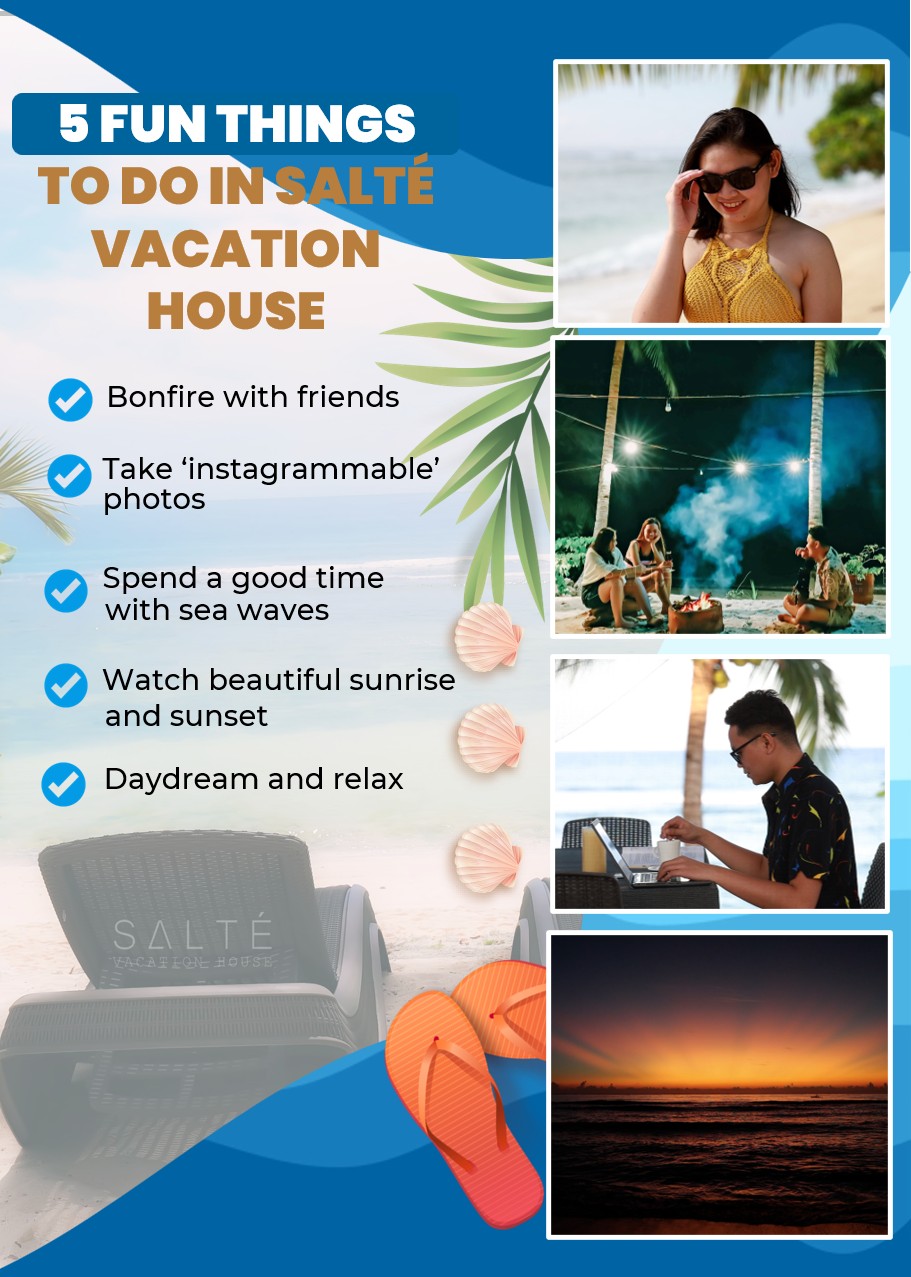 5 FUN THINGS
TO DO IN SALTÉ
VACATION
HOUSE
Bonfire with friends
Take ‘instagrammable’
photos
Spend a good time
with sea waves
Watch beautiful sunrise
and sunset
Daydream and relax
SALTÉ
VACATION HOUSE